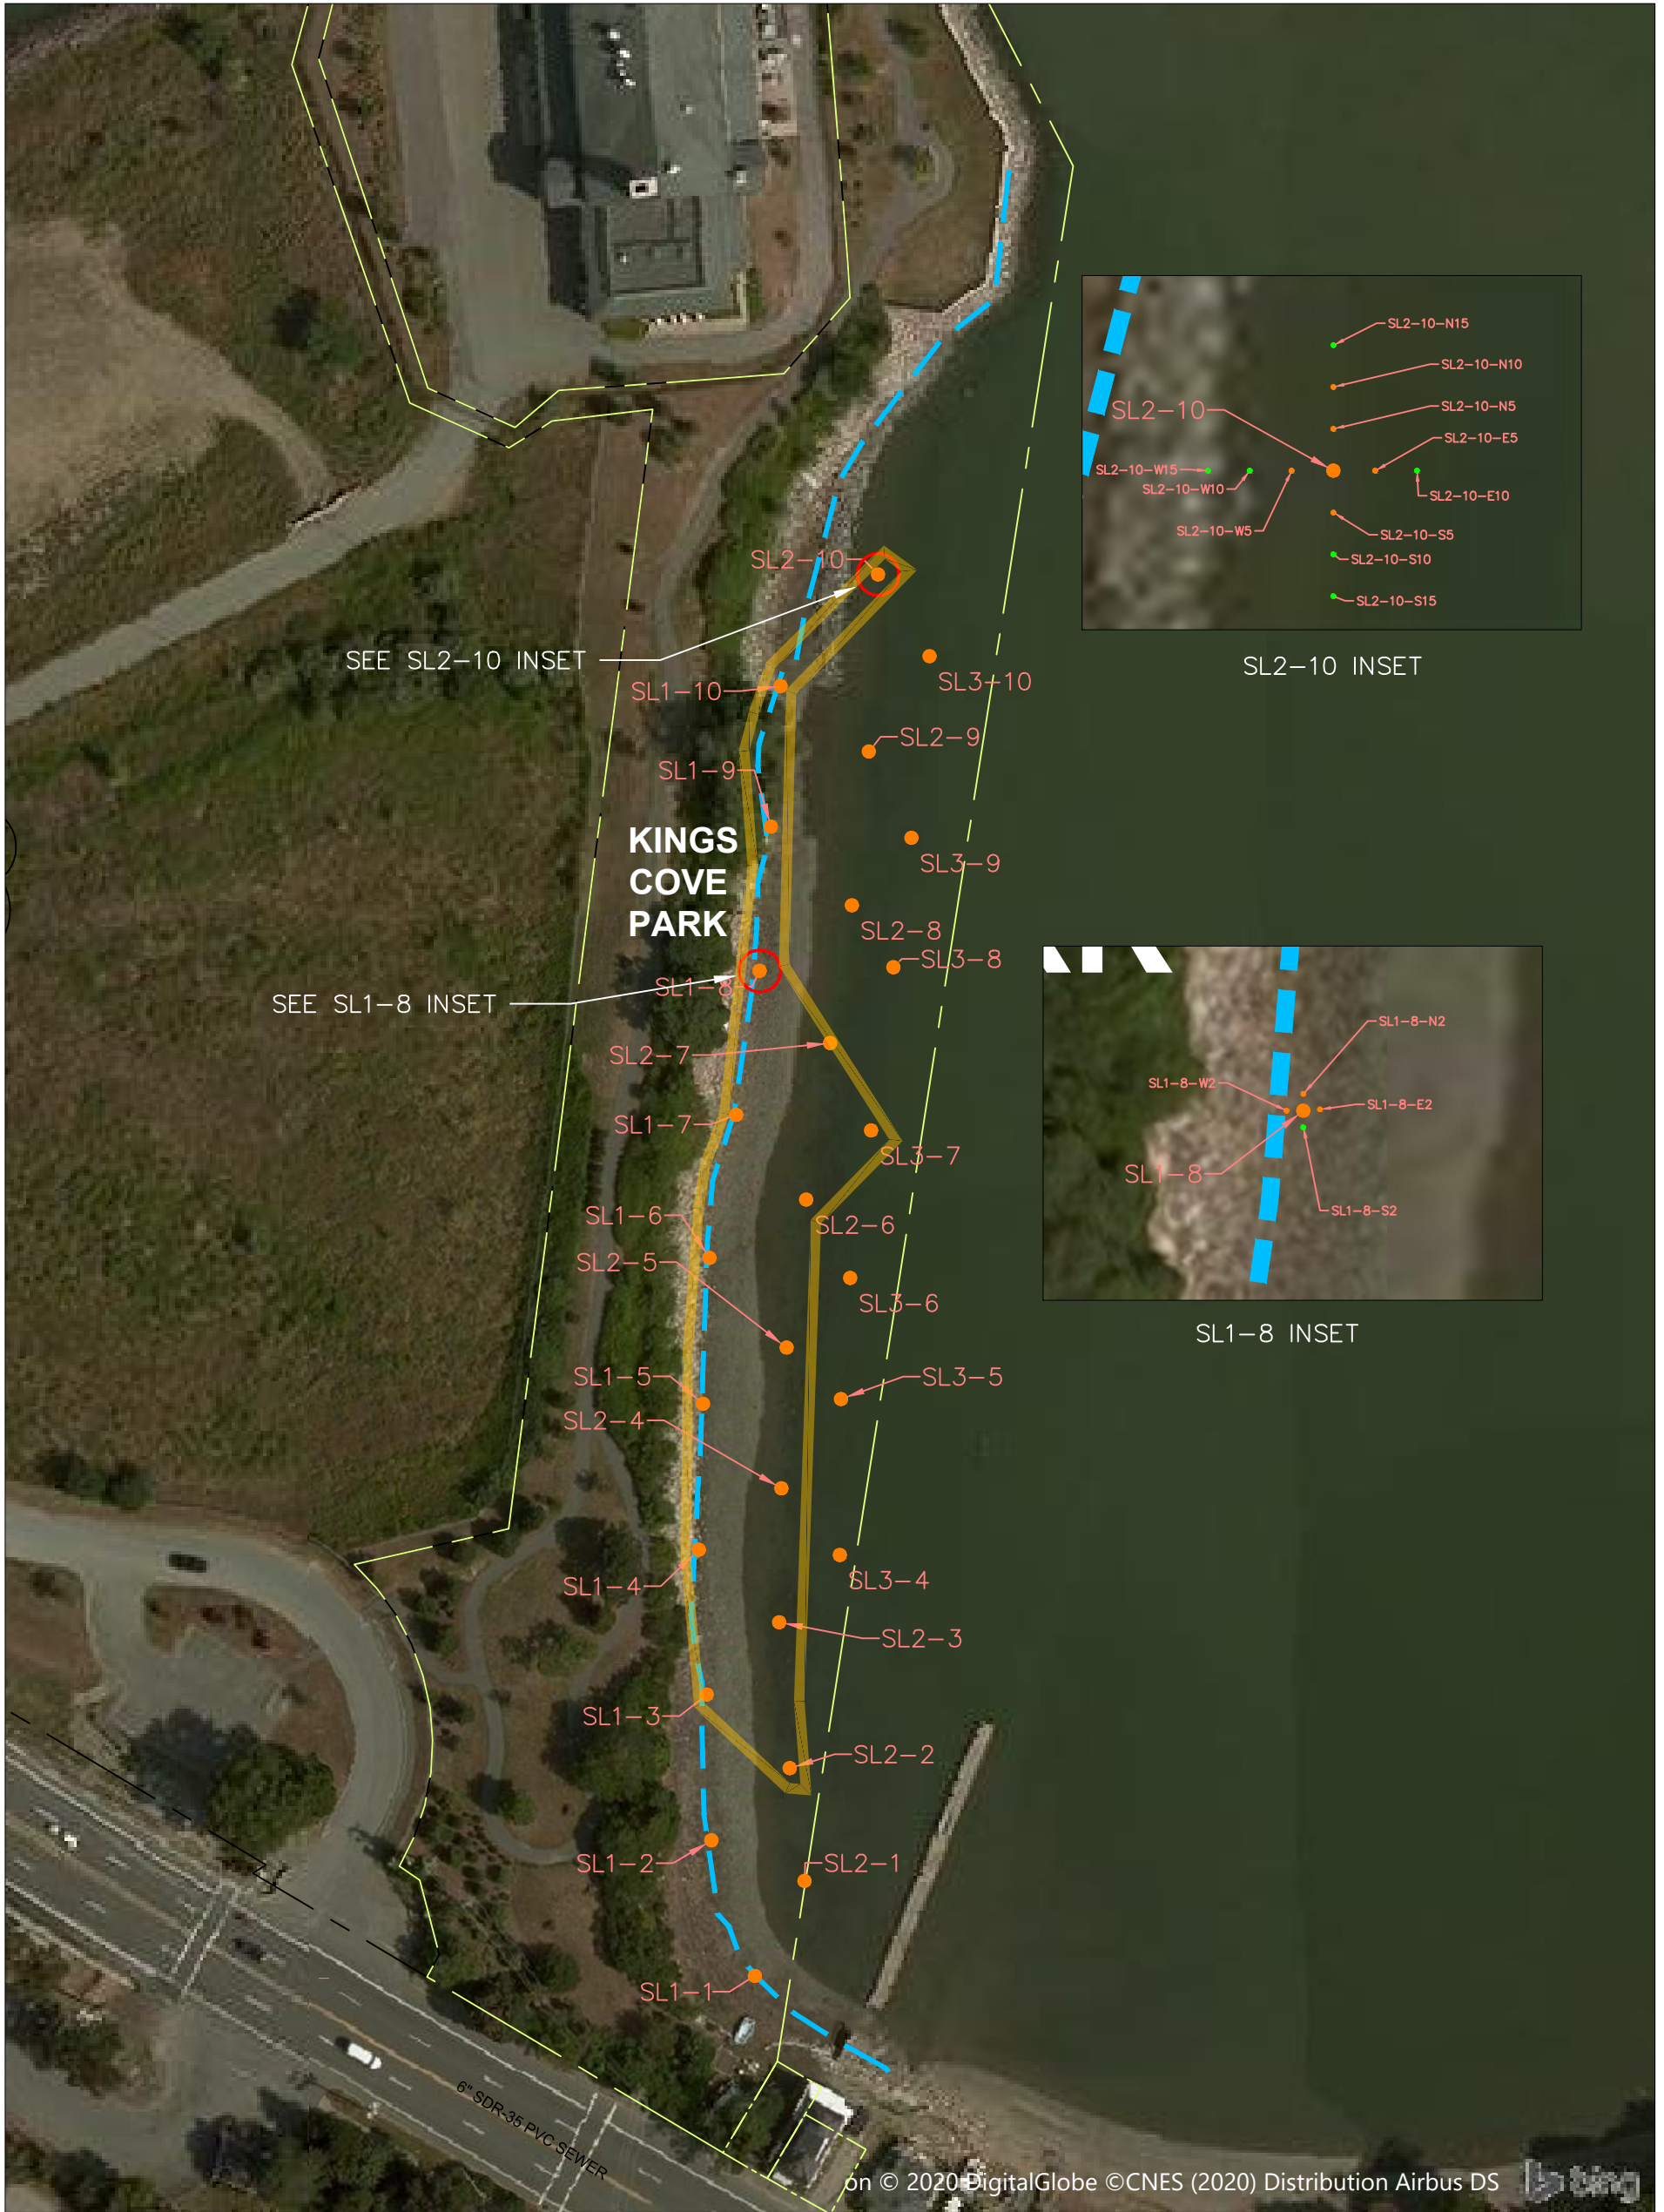 SL2-10-N15
SL2-10-N10
SL2-10
SL2-10-N5
SL2-10-E5
SL2-10-W15
SL2-10-W10
SL2-10-E10
SL2-10-W5
SL2-10-S5
SL2-10-S10
SL2-10-S15
SL2-10 INSET
SL2-10
SEE SL2-10 INSET
SL1-10
SL3-10
SL2-9
SL1-9
KINGS
COVE
PARK
SL3-9
SL2-8
SL3-8
SL1-8
SEE SL1-8 INSET
SL1-8-N2
SL1-8-W2
SL1-8-E2
SL1-8
SL1-8-S2
SL1-8 INSET
SL2-7
SL1-7
SL3-7
SL1-6
SL2-6
SL2-5
SL3-6
SL1-5
SL3-5
SL2-4
SL1-4
SL3-4
SL2-3
SL1-3
SL2-2
SL1-2
SL2-1
SL1-1
6" SDR-35 PVC SEWER
on © 2020 DigitalGlobe ©CNES (2020) Distribution Airbus DS
bing